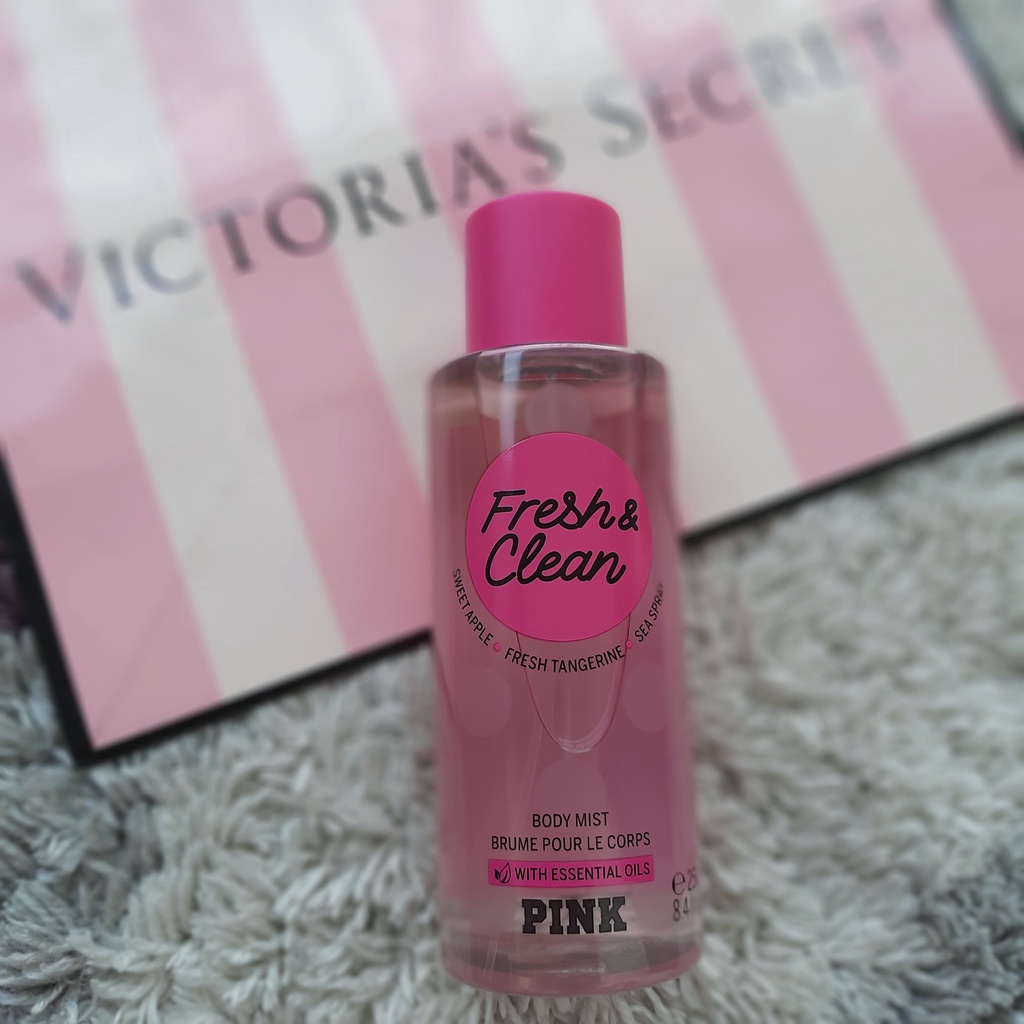 VICTORIA'S SECRET
Fresh &
Clean
SWEET APPLE • FRESH TANGERINE • SEA SPRAY
BODY MIST
BRUME POUR LE CORPS
WITH ESSENTIAL OILS
PINK